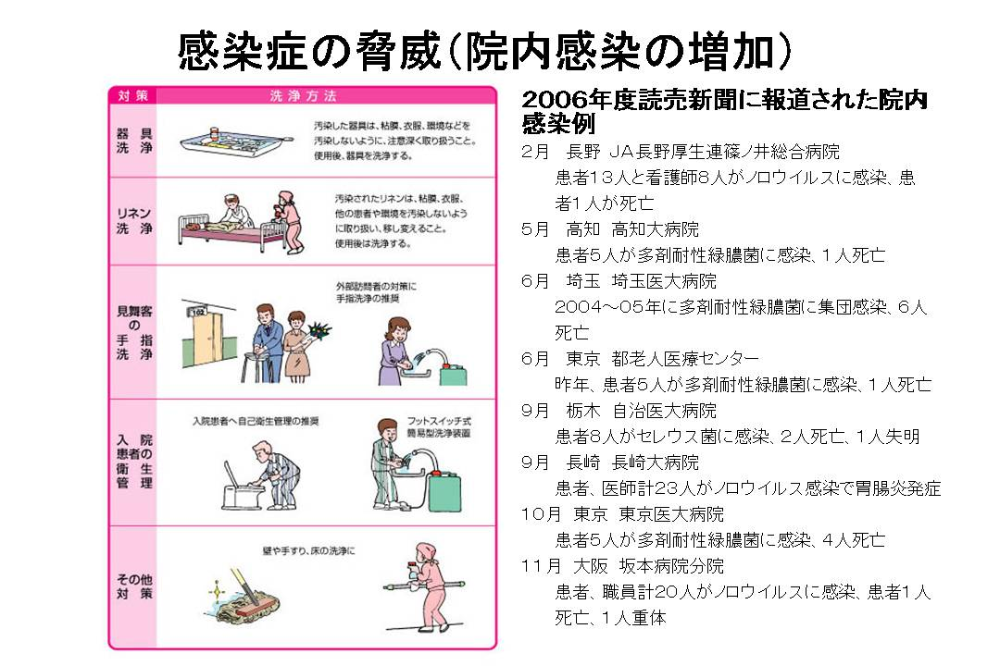 感染症の脅威（院内感染の増加）
対 策
洗 浄 方 法
器 具
洗 浄
汚染した器具は、粘膜、衣服、環境などを
汚染しないように、注意深く取り扱うこと。
使用後、器具を洗浄する。
リネン
洗 浄
汚染されたリネンは、粘膜、衣服、
他の患者や環境を汚染しないよう
に取り扱い、移し変えること。
使用後は洗浄する。
見舞客
の
手 指
洗 浄
外部訪問者の対策に
手指洗浄の推奨
102
入 院
患者の
衛 生
管 理
入院患者へ自己衛生管理の推奨
フットスイッチ式
簡易型洗浄装置
その他
対 策
壁や手すり、床の洗浄に
2006年度読売新聞に報道された院内
感染例
2月 長野 JA長野厚生連篠ノ井総合病院
患者13人と看護師8人がノロウイルスに感染、患
者1人が死亡
5月 高知 高知大病院
患者5人が多剤耐性緑膿菌に感染、1人死亡
6月 埼玉 埼玉医大病院
2004～05年に多剤耐性緑膿菌に集団感染、6人
死亡
6月 東京 都老人医療センター
昨年、患者5人が多剤耐性緑膿菌に感染、1人死亡
9月 栃木 自治医大病院
患者8人がセレウス菌に感染、2人死亡、1人失明
9月 長崎 長崎大病院
患者、医師計23人がノロウイルス感染で胃腸炎発症
10月 東京 東京医大病院
患者5人が多剤耐性緑膿菌に感染、4人死亡
11月 大阪 坂本病院分院
患者、職員計20人がノロウイルスに感染、患者1人
死亡、1人重体